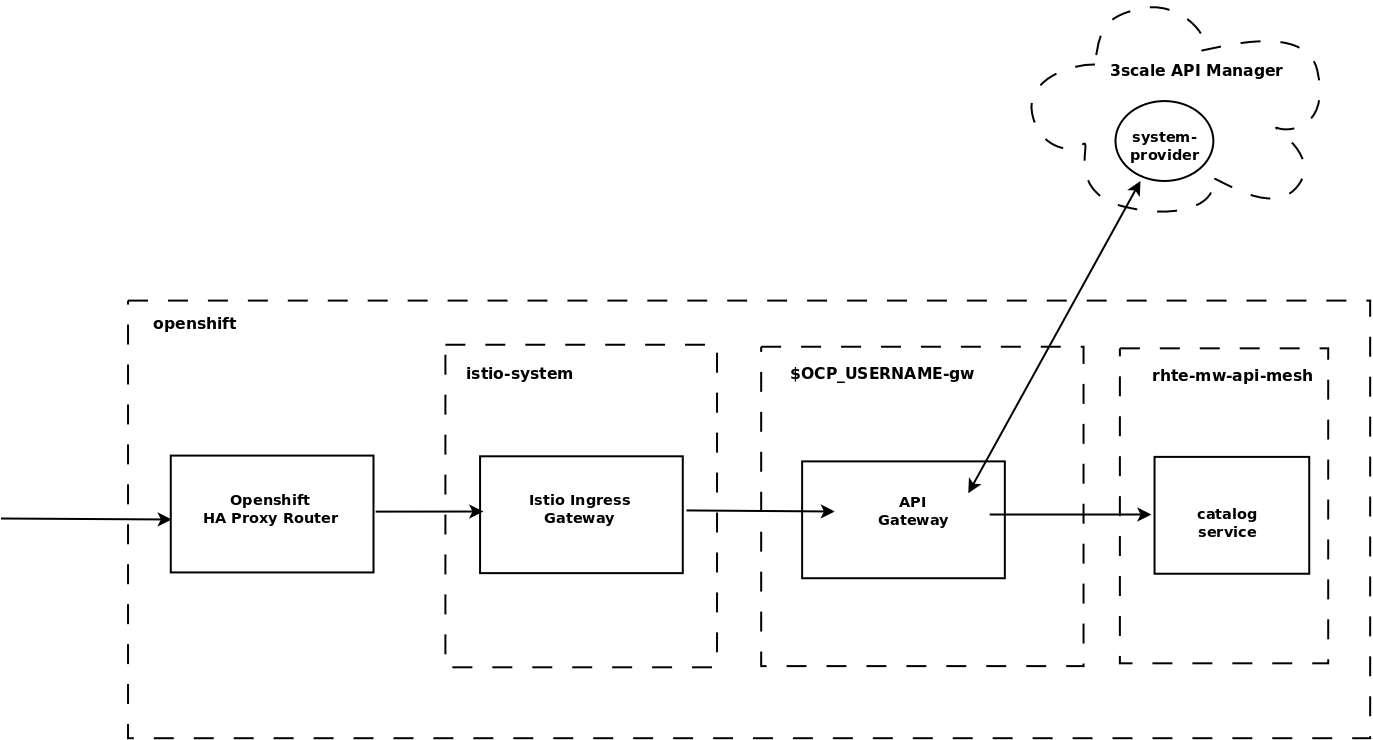 3scale API Manager
system-
provider
openshift
istio-system
$OCP_USERNAME-gw
rhte-mw-api-mesh
Openshift
HA Proxy Router
Istio Ingress
Gateway
API
Gateway
catalog
service